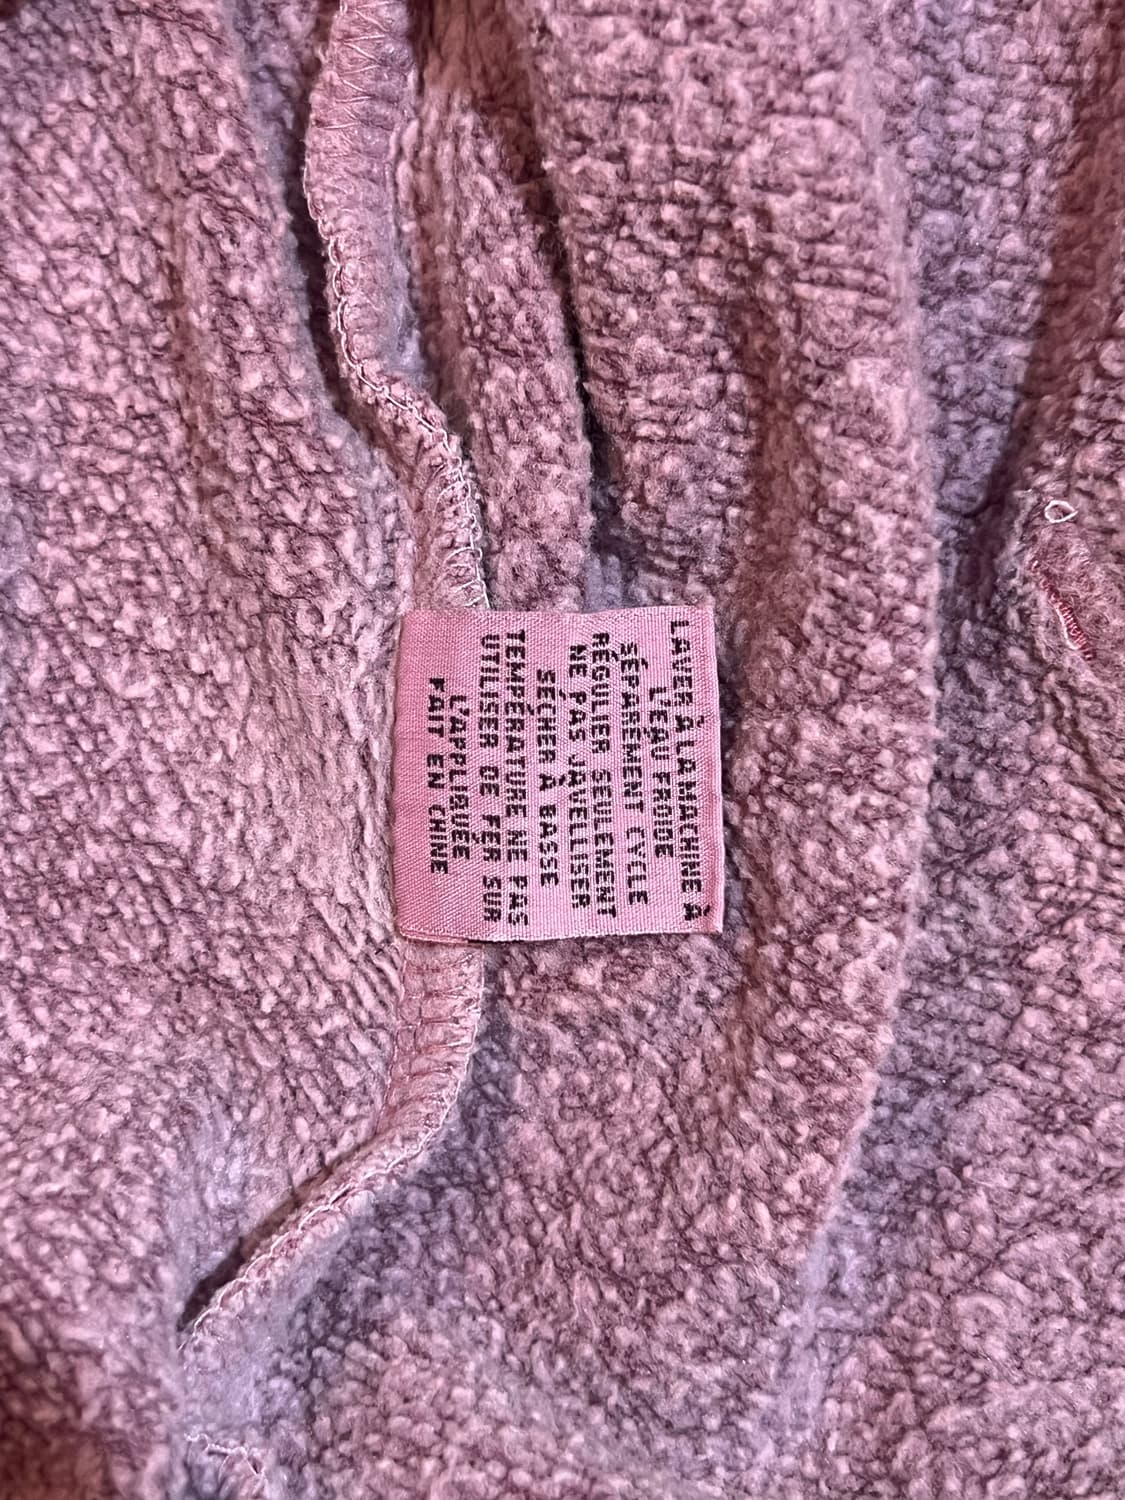 LAVER À LA MACHINE À
L'EAU FROIDE
SÉPARÉMENT CYCLE
RÉGULIER SEULEMENT
NE PAS JAVELLISER
SÉCHER À BASSE
TEMPÉRATURE NE PAS
UTILISER DE FER SUR
L'APPLIQUÉE
FAIT EN CHINE